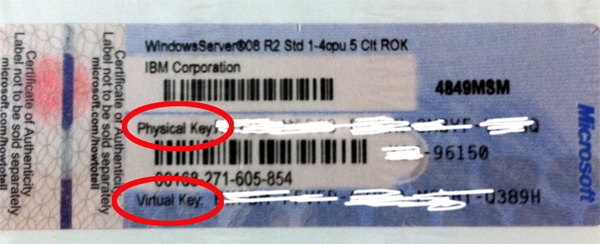 Certificate of Authenticity
Label not to be sold separately
microsoft.com/howtotell
Certificate of Authenticity
Label not to be sold separately
microsoft.com/howtotell
WindowsServer®08 R2 Std 1-4cpu 5 Clt ROK
IBM Corporation
4849MSM
Physical Key:
-96150
00168-271-605-854
Virtual Key: -Q389H
Microsoft